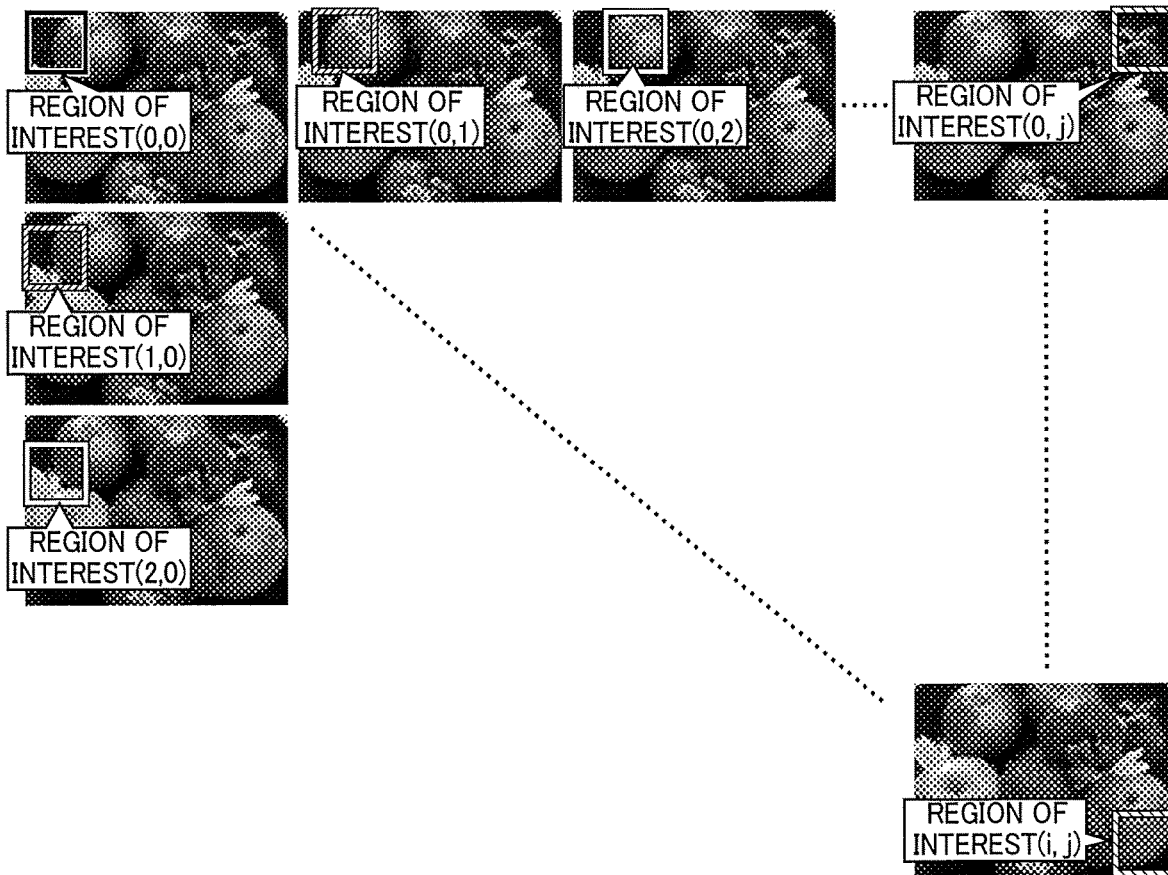 REGION OF
INTEREST(0,0)
REGION OF
INTEREST(0,1)
REGION OF
INTEREST(0,2)
REGION OF
INTEREST(0, j)
REGION OF
INTEREST(1,0)
REGION OF
INTEREST(2,0)
REGION OF
INTEREST(i, j)